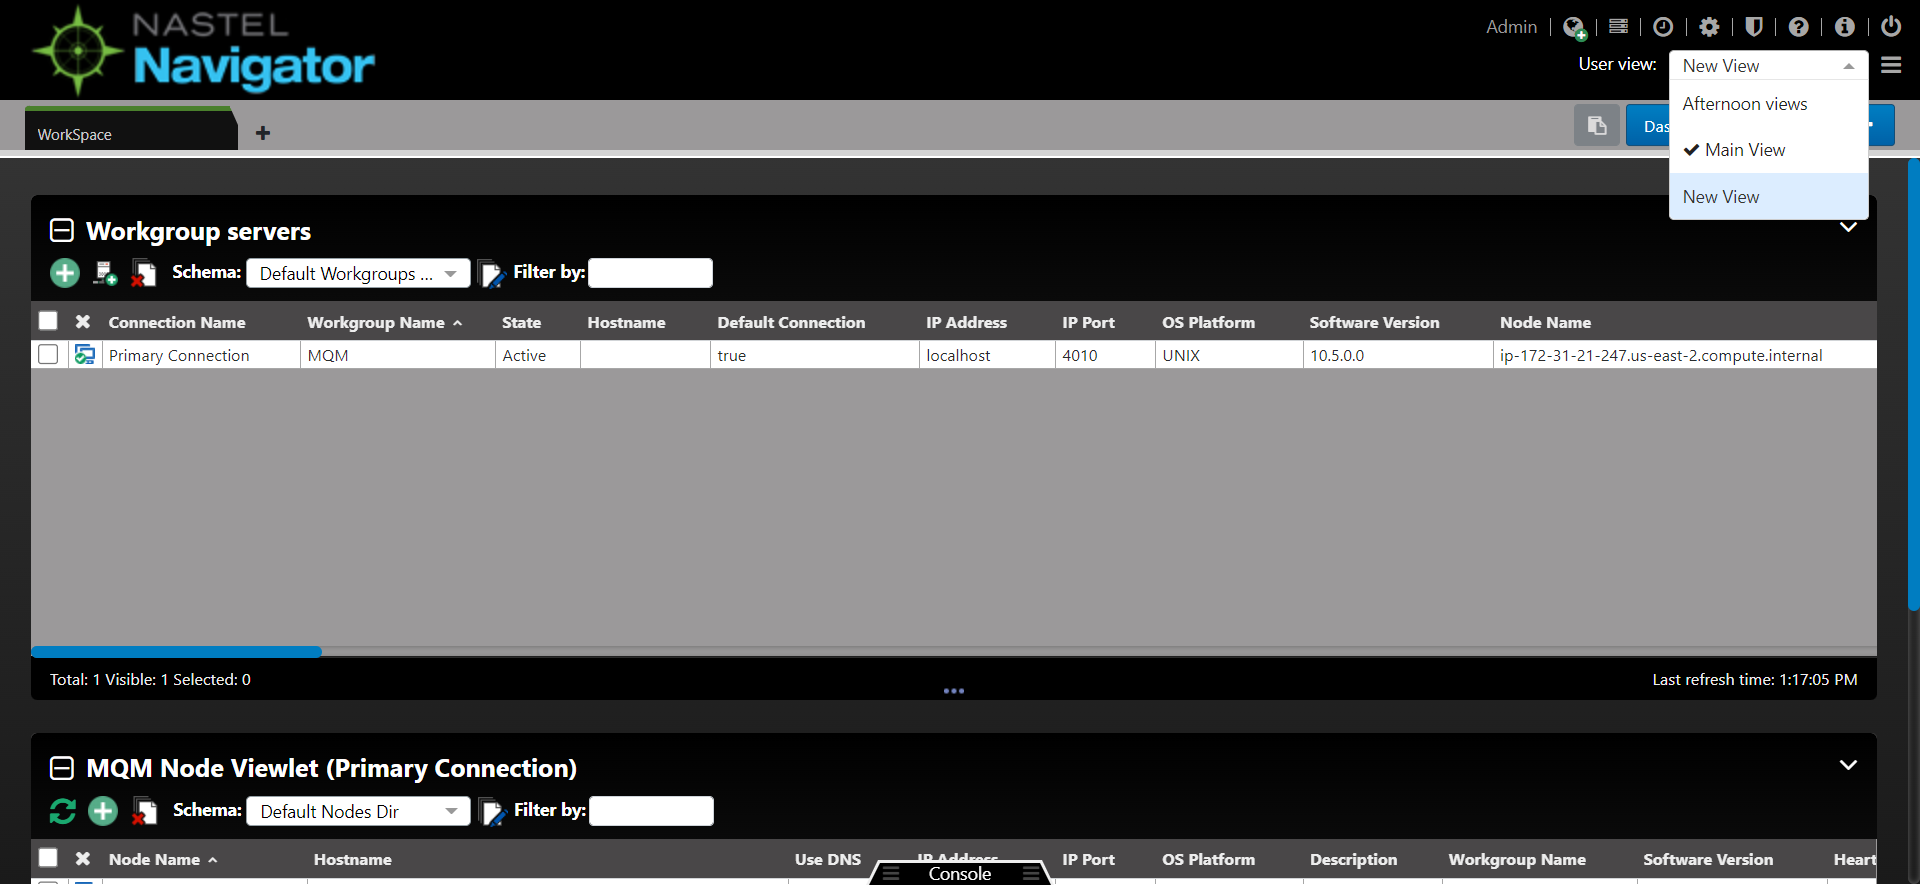 NASTEL
Navigator
Admin
User view: New View
Afternoon views
Main View
New View
WorkSpace
Das
Workgroup servers
Schema: Default Workgroups ... Filter by:
Connection Name Workgroup Name State Hostname Default Connection IP Address IP Port OS Platform Software Version Node Name
Primary Connection MQM Active true localhost 4010 UNIX 10.5.0.0 ip-172-31-21-247.us-east-2.compute.internal
Total: 1 Visible: 1 Selected: 0
Last refresh time: 1:17:05 PM
MQM Node Viewlet (Primary Connection)
Schema: Default Nodes Dir Filter by:
Node Name Hostname Use DNS IP Address IP Port OS Platform Description Workgroup Name Software Version Heart
Console